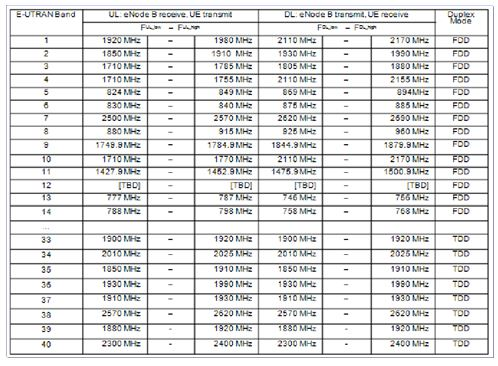 E-UTRAN Band UL: eNode B receive, UE transmit DL: eNode B transmit, UE receive Duplex Mode
FUL_low – FUL_high FDL_low – FDL_high
1 1920 MHz – 1980 MHz 2110 MHz – 2170 MHz FDD
2 1850 MHz – 1910 MHz 1930 MHz – 1990 MHz FDD
3 1710 MHz – 1785 MHz 1805 MHz – 1880 MHz FDD
4 1710 MHz – 1755 MHz 2110 MHz – 2155 MHz FDD
5 824 MHz – 849 MHz 869 MHz – 894MHz FDD
6 830 MHz – 840 MHz 875 MHz – 885 MHz FDD
7 2500 MHz – 2570 MHz 2620 MHz – 2690 MHz FDD
8 880 MHz – 915 MHz 925 MHz – 960 MHz FDD
9 1749.9 MHz – 1784.9 MHz 1844.9 MHz – 1879.9 MHz FDD
10 1710 MHz – 1770 MHz 2110 MHz – 2170 MHz FDD
11 1427.9 MHz – 1452.9 MHz 1475.9 MHz – 1500.9 MHz FDD
12 [TBD] – [TBD] [TBD] – [TBD] FDD
13 777 MHz – 787 MHz 746 MHz – 756 MHz FDD
14 788 MHz – 798 MHz 758 MHz – 768 MHz FDD
...
33 1900 MHz – 1920 MHz 1900 MHz – 1920 MHz TDD
34 2010 MHz – 2025 MHz 2010 MHz – 2025 MHz TDD
35 1850 MHz – 1910 MHz 1850 MHz – 1910 MHz TDD
36 1930 MHz – 1990 MHz 1930 MHz – 1990 MHz TDD
37 1910 MHz – 1930 MHz 1910 MHz – 1930 MHz TDD
38 2570 MHz – 2620 MHz 2570 MHz – 2620 MHz TDD
39 1880 MHz - 1920 MHz 1880 MHz - 1920 MHz TDD
40 2300 MHz - 2400 MHz 2300 MHz - 2400 MHz TDD